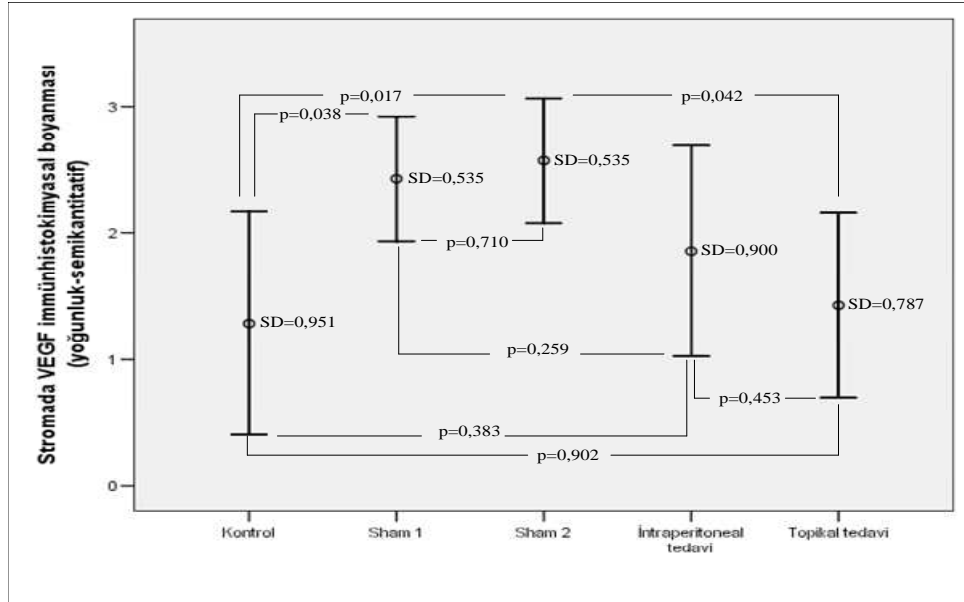 Stromada VEGF immünhistokimyasal boyanması
(yoğunluk-semikantitatif)
3
2
1
0
p=0,017
p=0,042
p=0,038
SD=0,535
SD=0,535
p=0,710
SD=0,900
SD=0,951
SD=0,787
p=0,259
p=0,453
p=0,383
p=0,902
Kontrol
Sham 1
Sham 2
İntraperitoneal
tedavi
Topikal tedavi